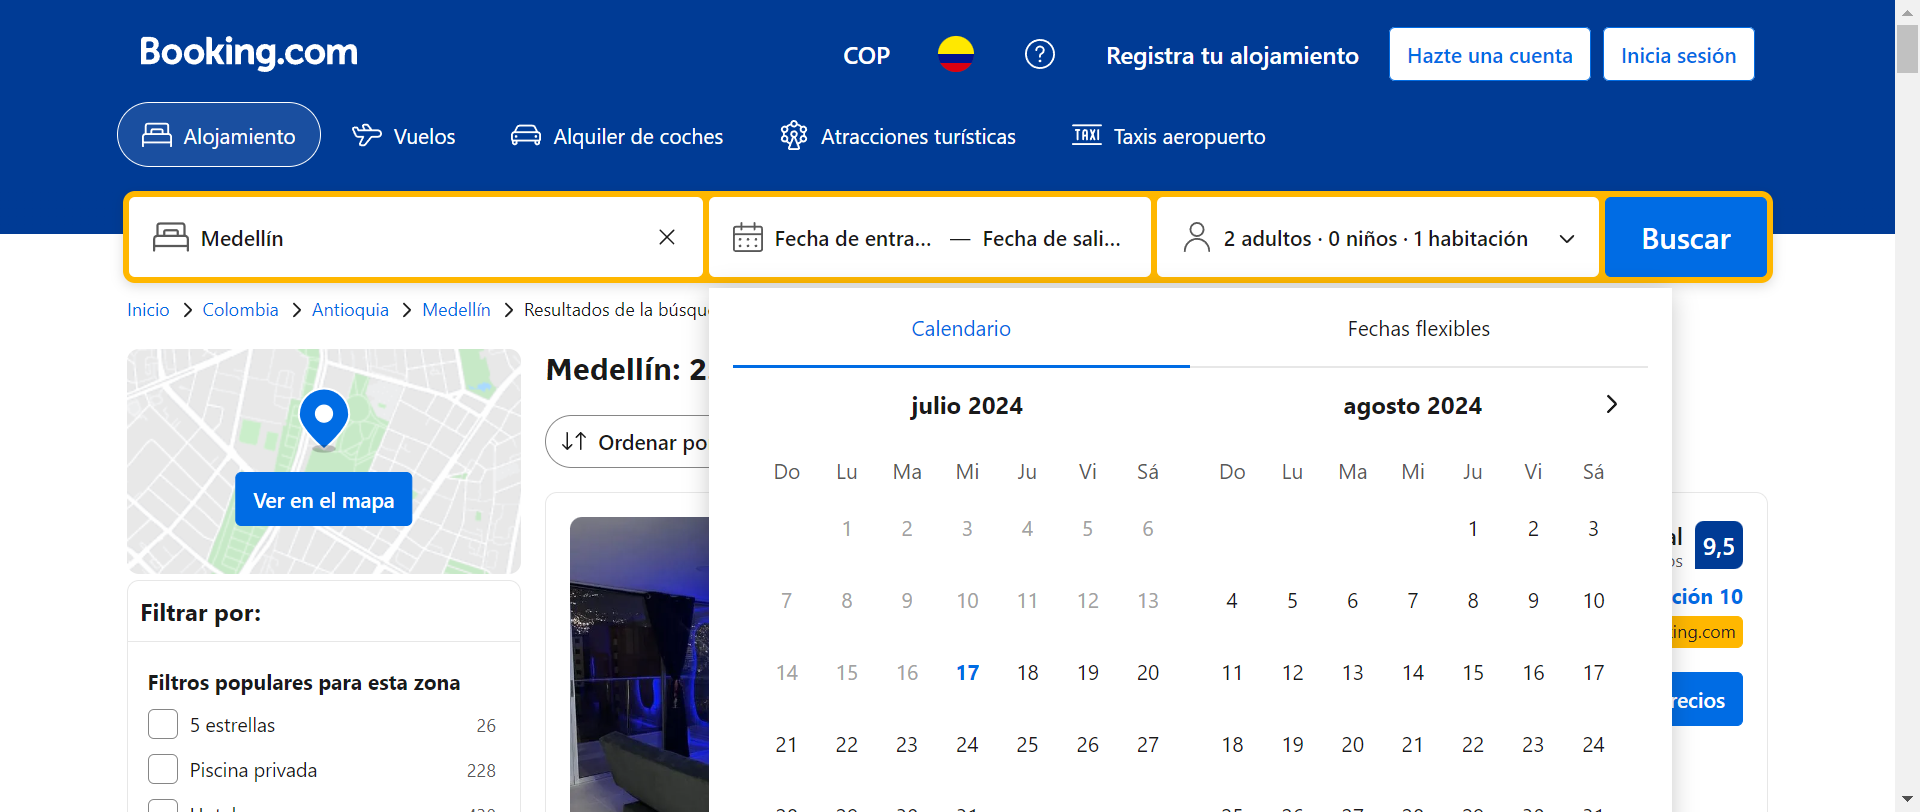 Booking.com
COP
Registra tu alojamiento
Hazte una cuenta
Inicia sesión
Alojamiento
Vuelos
Alquiler de coches
Atracciones turísticas
TAXI
Taxis aeropuerto
Medellín
Fecha de entra... — Fecha de sali...
2 adultos · 0 niños · 1 habitación
Buscar
Inicio > Colombia > Antioquia > Medellín > Resultados de la búsqu
Ver en el mapa
Filtrar por:
Filtros populares para esta zona
5 estrellas 26
Piscina privada 228
Medellín: 2
Ordenar po
Calendario
Fechas flexibles
julio 2024
Do Lu Ma Mi Ju Vi Sá
1 2 3 4 5 6
7 8 9 10 11 12 13
14 15 16 17 18 19 20
21 22 23 24 25 26 27
agosto 2024
Do Lu Ma Mi Ju Vi Sá
1 2 3
4 5 6 7 8 9 10
11 12 13 14 15 16 17
18 19 20 21 22 23 24
9,5
ción 10
ing.com
recios